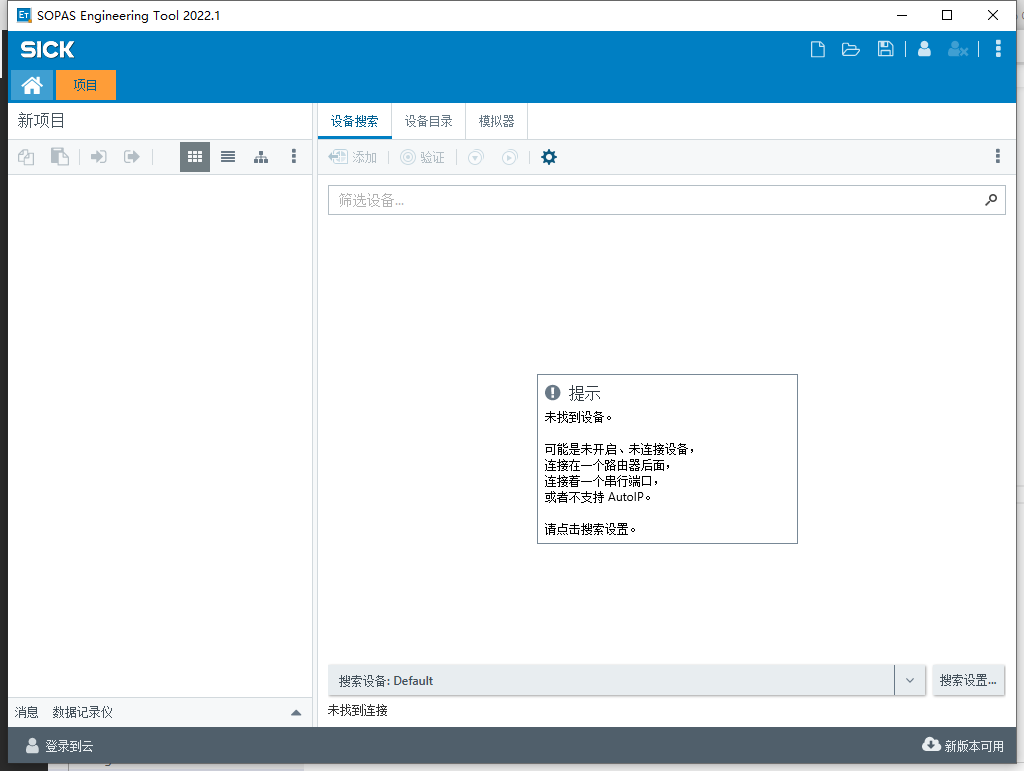 SOPAS Engineering Tool 2022.1
SICK
项目
新项目
设备搜索 设备目录 模拟器
添加 验证
筛选设备...
提示
未找到设备。
可能是未开启、未连接设备，
连接在一个路由器后面，
连接着一个串行端口，
或者不支持 AutoIP。
请点击搜索设置。
搜索设备: Default
搜索设置...
未找到连接
消息 数据记录仪
登录到云
新版本可用